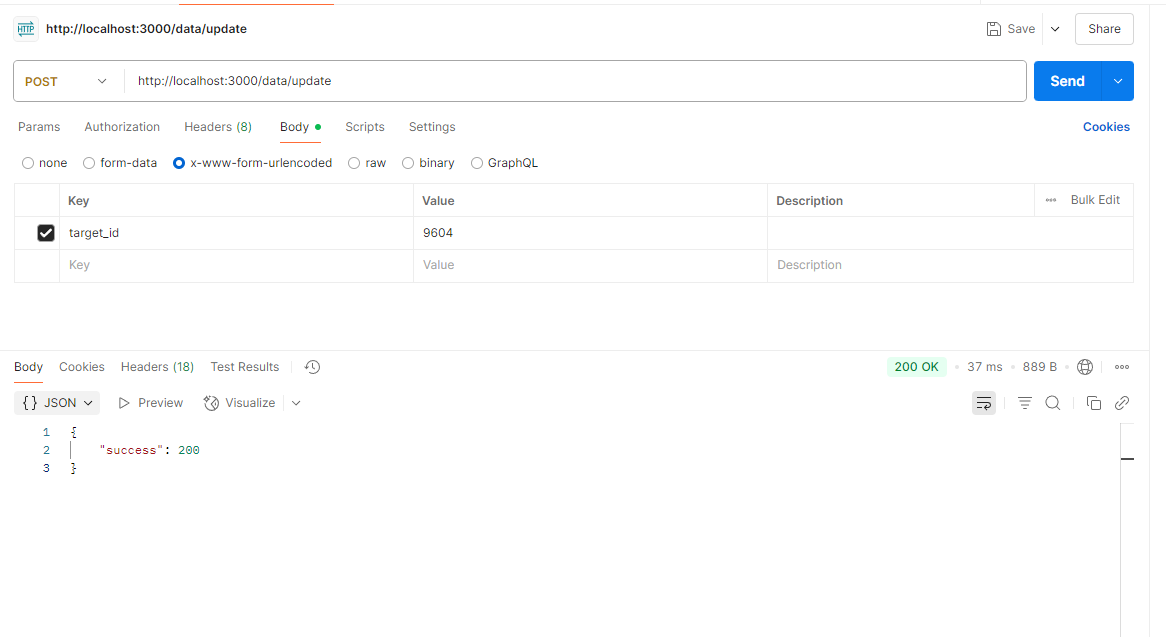 HTTP http://localhost:3000/data/update Save Share
POST http://localhost:3000/data/update Send
Params Authorization Headers (8) Body Scripts Settings Cookies
none form-data x-www-form-urlencoded raw binary GraphQL
Key Value Description Bulk Edit
target_id 9604
Key Value Description
Body Cookies Headers (18) Test Results 200 OK 37 ms 889 B
{} JSON Preview Visualize
1 {
2 "success": 200
3 }